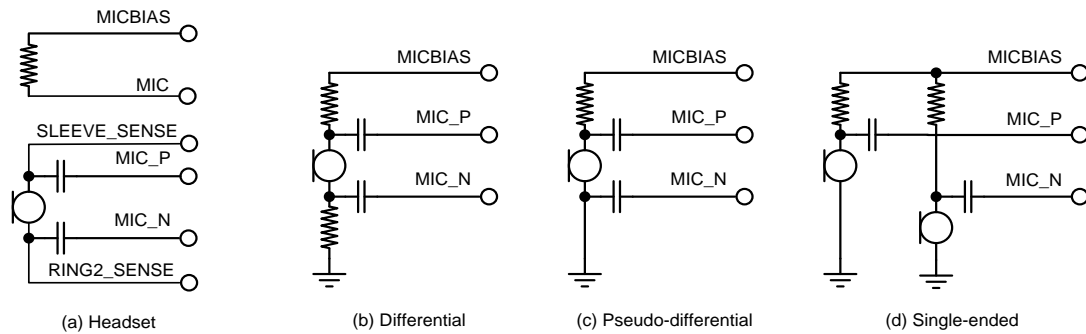 MICBIAS
MIC
SLEEVE_SENSE
MIC_P
MIC_N
RING2_SENSE
(a) Headset
MICBIAS
MIC_P
MIC_N
(b) Differential
MICBIAS
MIC_P
MIC_N
(c) Pseudo-differential
MICBIAS
MIC_P
MIC_N
(d) Single-ended